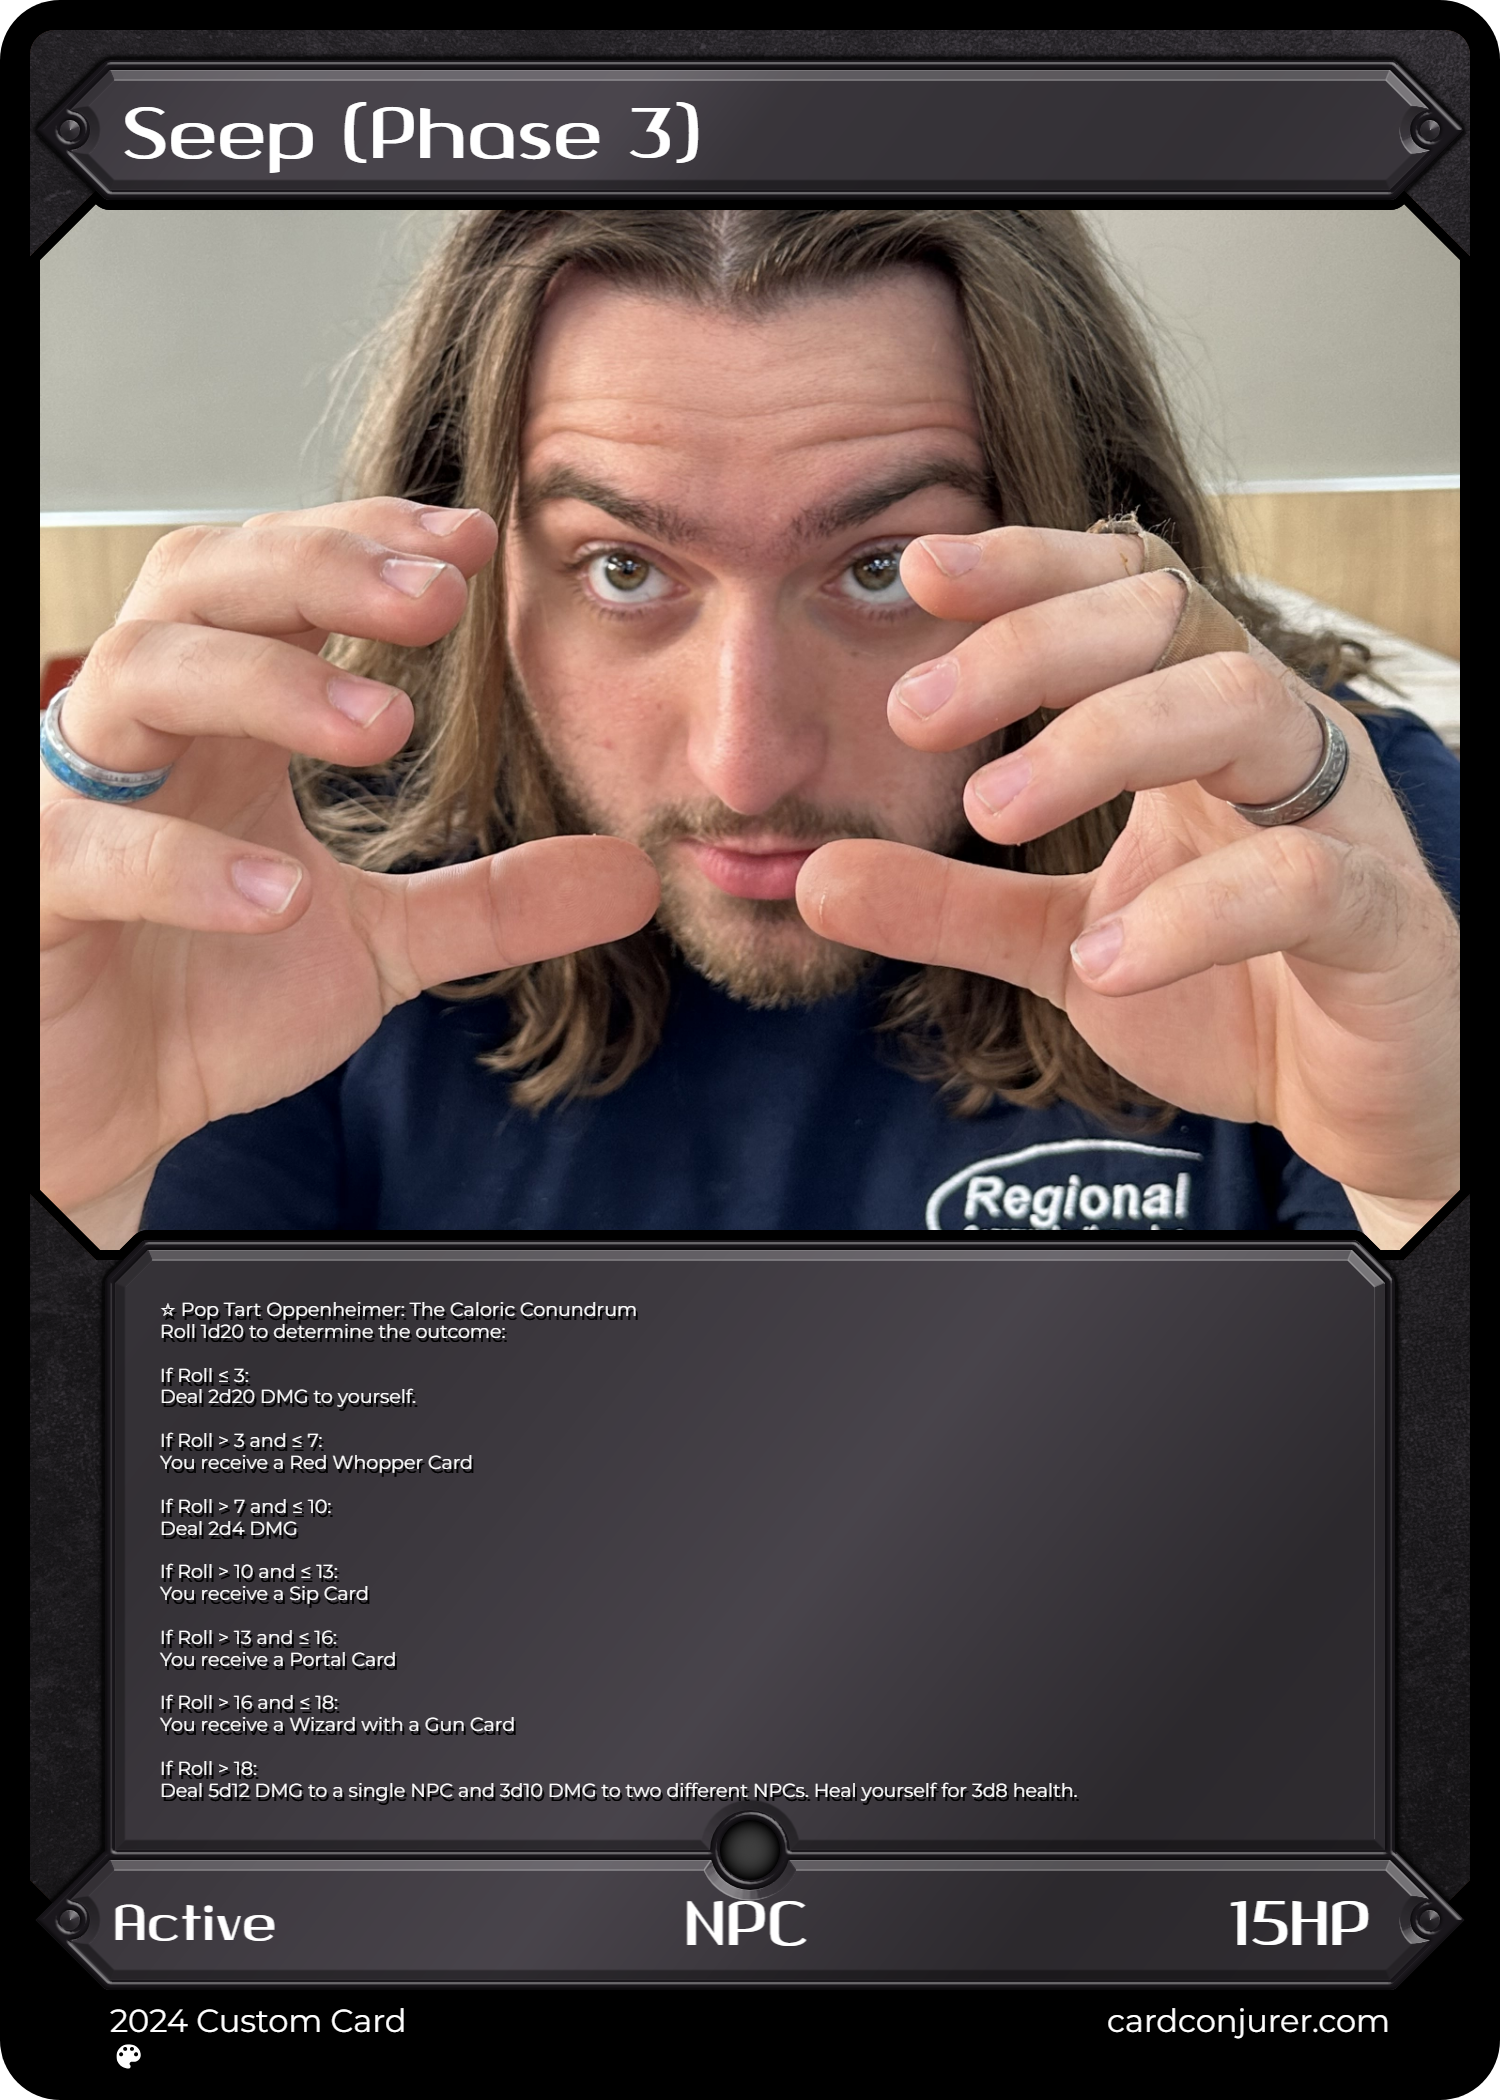 Seep (Phase 3)
Regional
☆ Pop Tart Oppenheimer: The Caloric Conundrum
Roll 1d20 to determine the outcome:
If Roll ≤ 3:
Deal 2d20 DMG to yourself.
If Roll > 3 and ≤ 7:
You receive a Red Whopper Card
If Roll > 7 and ≤ 10:
Deal 2d4 DMG
If Roll > 10 and ≤ 13:
You receive a Sip Card
If Roll > 13 and ≤ 16:
You receive a Portal Card
If Roll > 16 and ≤ 18:
You receive a Wizard with a Gun Card
If Roll > 18:
Deal 5d12 DMG to a single NPC and 3d10 DMG to two different NPCs. Heal yourself for 3d8 health.
Active
NPC
15HP
2024 Custom Card
cardconjurer.com